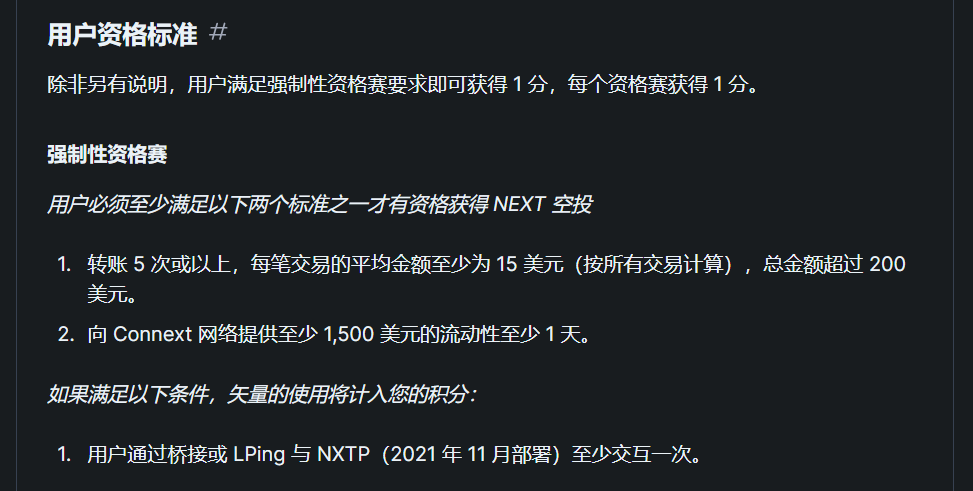 用户资格标准 #
除非另有说明，用户满足强制性资格赛要求即可获得 1 分，每个资格赛获得 1 分。
强制性资格赛
用户必须至少满足以下两个标准之一才有资格获得 NEXT 空投
1. 转账 5 次或以上，每笔交易的平均金额至少为 15 美元（按所有交易计算），总金额超过 200
美元。
2. 向 Connext 网络提供至少 1,500 美元的流动性至少 1 天。
如果满足以下条件，矢量的使用将计入您的积分：
1. 用户通过桥接或 LPing 与 NXTP（2021 年 11 月部署）至少交互一次。